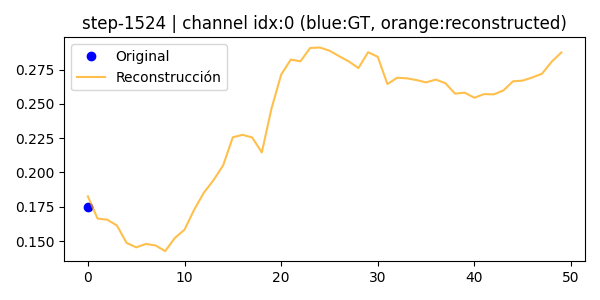 step-1524 | channel idx:0 (blue:GT, orange:reconstructed)
Original
Reconstrucción
0.275
0.250
0.225
0.200
0.175
0.150
0 10 20 30 40 50